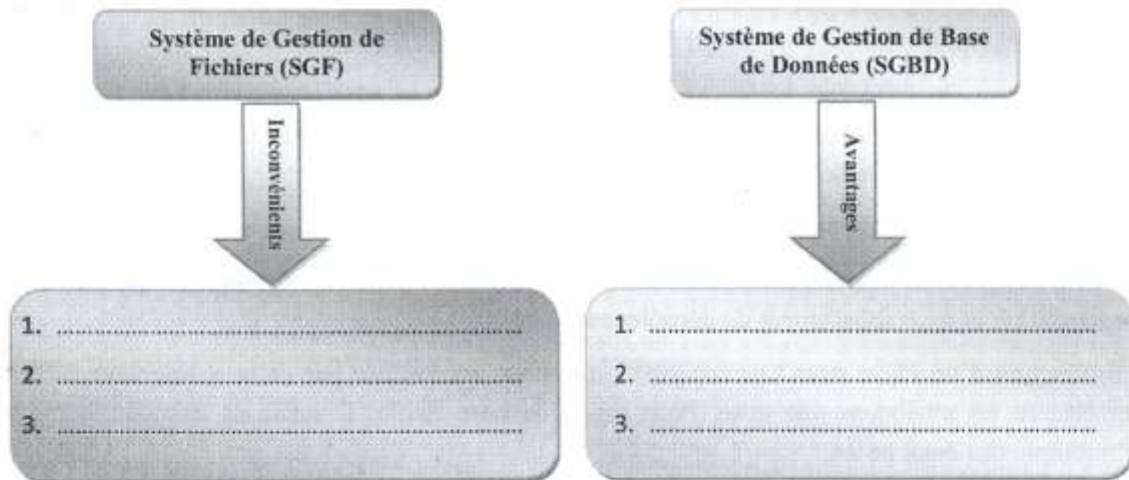 Système de Gestion de
Fichiers (SGF)
Inconvénients
1. ........................................................................
2. ........................................................................
3. ........................................................................
Système de Gestion de Base
de Données (SGBD)
Avantages
1. ........................................................................
2. ........................................................................
3. ........................................................................